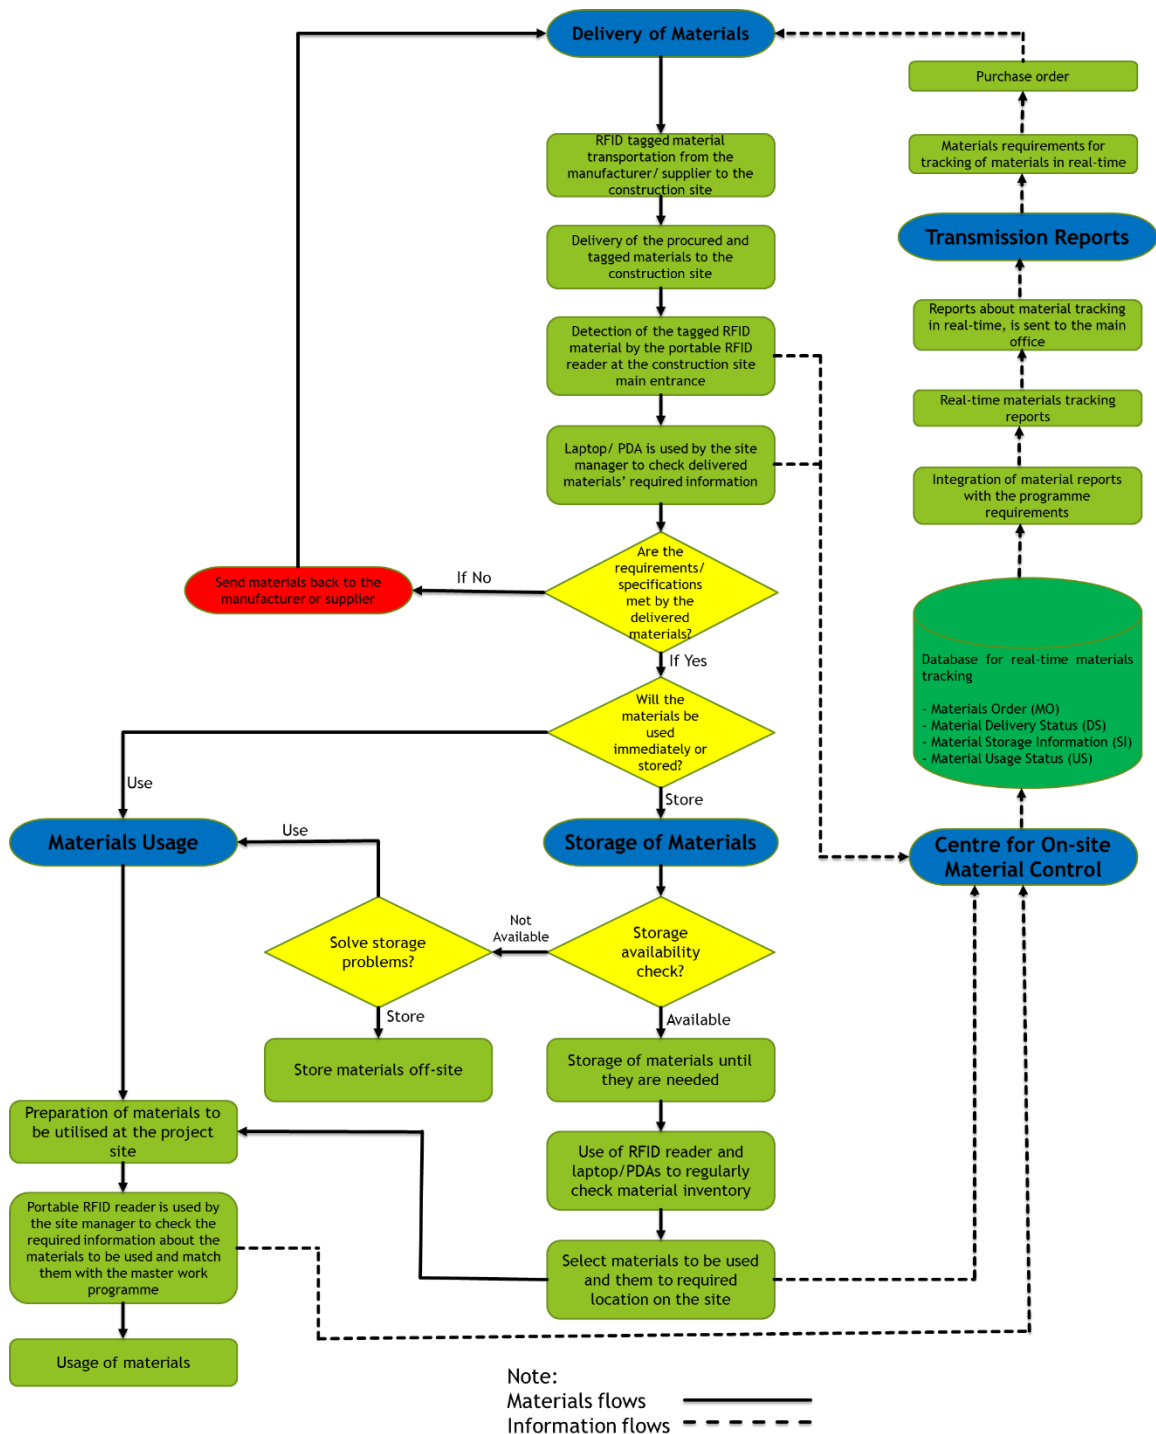 Delivery of Materials
Purchase order
RFID tagged material
transportation from the
manufacturer/ supplier to the
construction site
Materials requirements for
tracking of materials in real-time
Delivery of the procured and
tagged materials to the
construction site
Transmission Reports
Detection of the tagged RFID
material by the portable RFID
reader at the construction site
main entrance
Reports about material tracking
in real-time, is sent to the main
office
Real-time materials tracking
reports
Laptop/ PDA is used by the site
manager to check delivered
materials’ required information
Integration of material reports
with the programme
requirements
Are the
requirements/
specifications
met by the
delivered
materials?
If No
Send materials back to the
manufacturer or supplier
If Yes
Database for real-time materials
tracking
- Materials Order (MO)
- Material Delivery Status (DS)
- Material Storage Information (SI)
- Material Usage Status (US)
Will the
materials be
used
immediately or
stored?
Use
Store
Materials Usage
Use
Storage of Materials
Centre for On-site
Material Control
Solve storage
problems?
Not
Available
Storage
availability
check?
Store
Available
Store materials off-site
Storage of materials until
they are needed
Preparation of materials to
be utilised at the project
site
Use of RFID reader and
laptop/PDAs to regularly
check material inventory
Portable RFID reader is used by
the site manager to check the
required information about the
materials to be used and match
them with the master work
programme
Select materials to be used
and them to required
location on the site
Usage of materials
Note:
Materials flows
Information flows